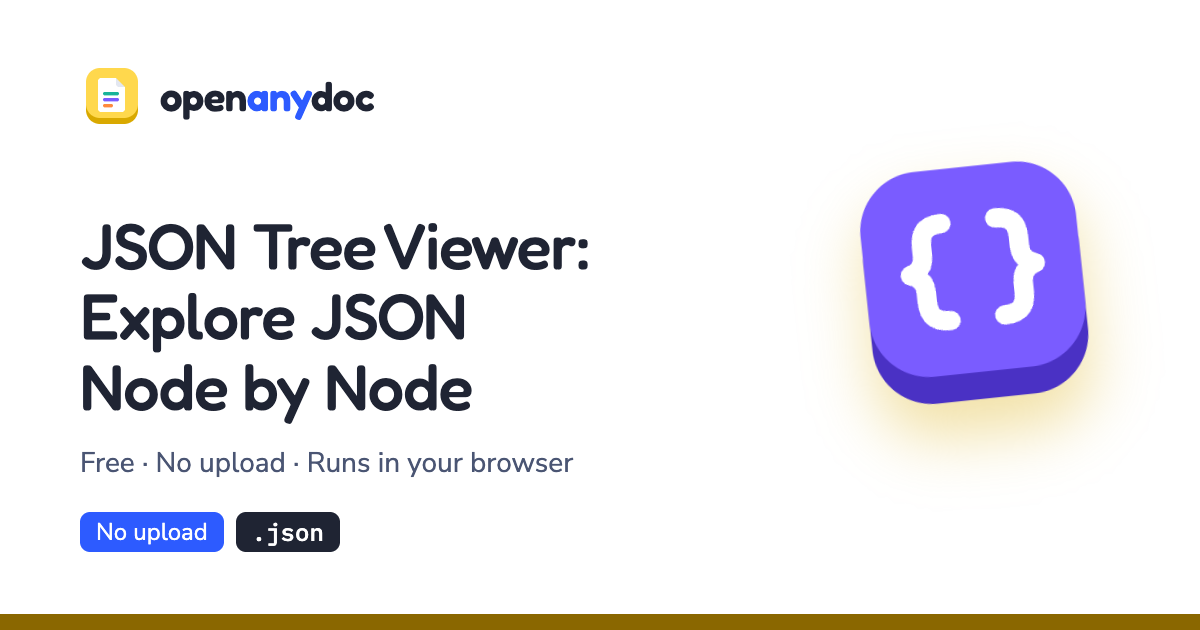 openanydoc
JSON Tree Viewer:
Explore JSON
Node by Node
Free · No upload · Runs in your browser
No upload
.json
{ }